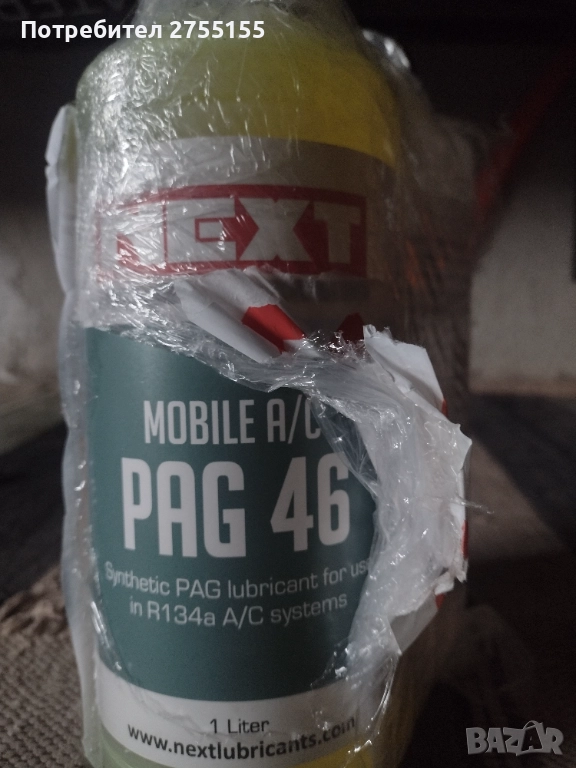 Потребител 2755155
NEXT
MOBILE A/C
PAG 46
Synthetic PAG lubricant for use
in R134a A/C systems
1 Liter
www.nextlubricants.com
BAZAR